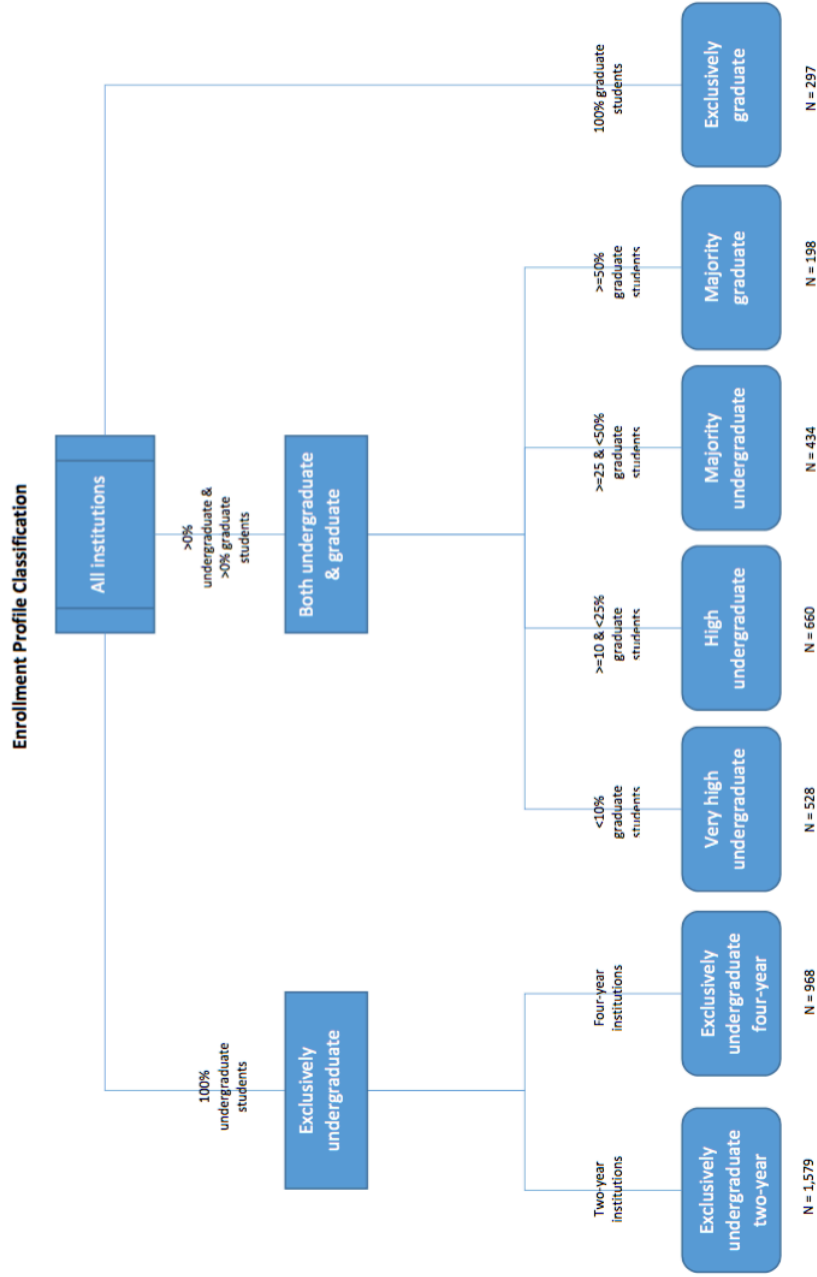 Enrollment Profile Classification
All institutions
100%
undergraduate
students
>0%
undergraduate &
>0% graduate
students
Exclusively
undergraduate
Both undergraduate
& graduate
Two-year
institutions
Four-year
institutions
<10%
graduate
students
>=10 & <25%
graduate
students
>=25 & <50%
graduate
students
>=50%
graduate
students
100% graduate
students
Exclusively
undergraduate
two-year
Exclusively
undergraduate
four-year
Very high
undergraduate
High
undergraduate
Majority
undergraduate
Majority
graduate
Exclusively
graduate
N = 1,579
N = 968
N = 528
N = 660
N = 434
N = 198
N = 297